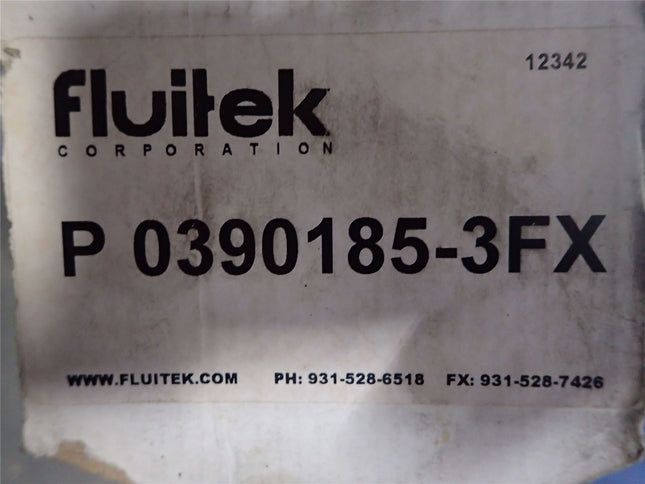 12342
fluitek
CORPORATION
P 0390185-3FX
WWW.FLUITEK.COM PH: 931-528-6518 FX: 931-528-7426